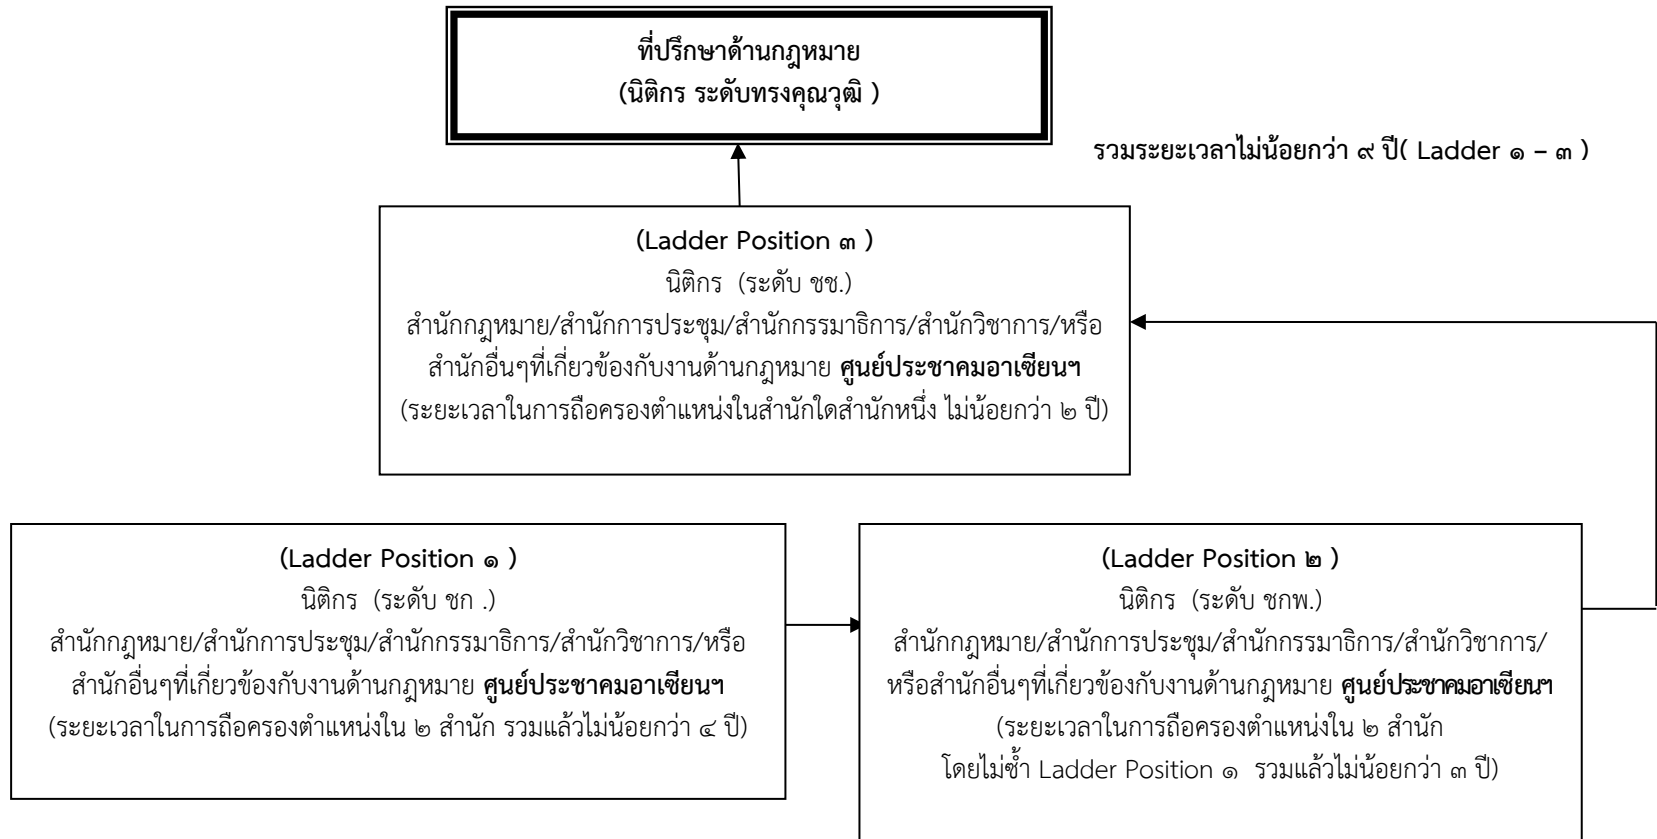 ที่ปรึกษาด้านกฎหมาย
(นิติกร ระดับทรงคุณวุฒิ )
รวมระยะเวลาไม่น้อยกว่า ๙ ปี( Ladder ๑ – ๓ )
(Ladder Position ๓ )
นิติกร (ระดับ ชช.)
สำนักกฎหมาย/สำนักการประชุม/สำนักกรรมาธิการ/สำนักวิชาการ/หรือ
สำนักอื่นๆที่เกี่ยวข้องกับงานด้านกฎหมาย ศูนย์ประชาคมอาเซียนฯ
(ระยะเวลาในการถือครองตำแหน่งในสำนักใดสำนักหนึ่ง ไม่น้อยกว่า ๒ ปี)
(Ladder Position ๑ )
นิติกร (ระดับ ชก .)
สำนักกฎหมาย/สำนักการประชุม/สำนักกรรมาธิการ/สำนักวิชาการ/หรือ
สำนักอื่นๆที่เกี่ยวข้องกับงานด้านกฎหมาย ศูนย์ประชาคมอาเซียนฯ
(ระยะเวลาในการถือครองตำแหน่งใน ๒ สำนัก รวมแล้วไม่น้อยกว่า ๔ ปี)
(Ladder Position ๒ )
นิติกร (ระดับ ชกพ.)
สำนักกฎหมาย/สำนักการประชุม/สำนักกรรมาธิการ/สำนักวิชาการ/
หรือสำนักอื่นๆที่เกี่ยวข้องกับงานด้านกฎหมาย ศูนย์ประชาคมอาเซียนฯ
(ระยะเวลาในการถือครองตำแหน่งใน ๒ สำนัก
โดยไม่ซ้ำ Ladder Position ๑ รวมแล้วไม่น้อยกว่า ๓ ปี)